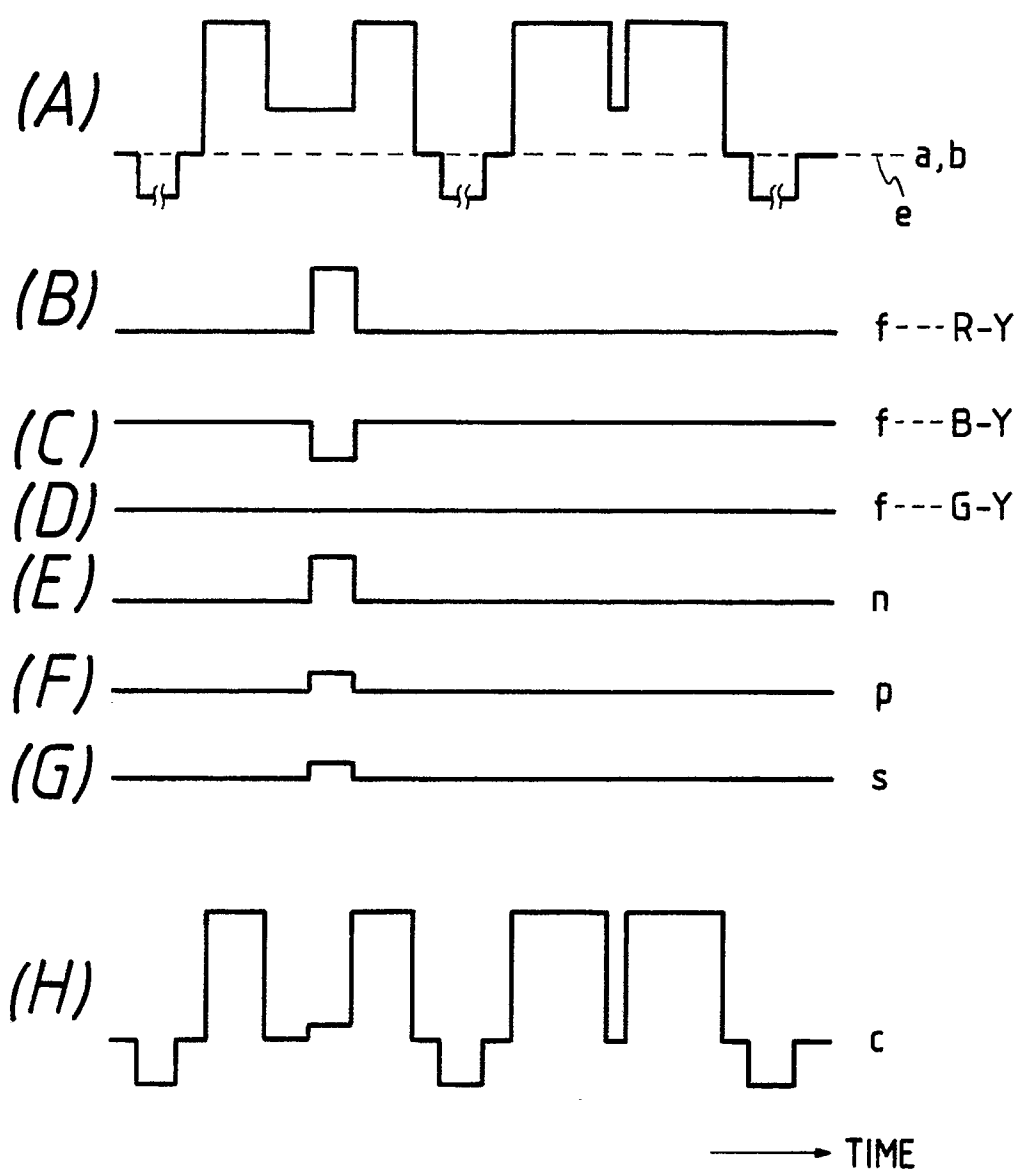 (A)
a,b
e
(B)
f---R-Y
(C)
f---B-Y
(D)
f---G-Y
(E)
n
(F)
p
(G)
s
(H)
c
TIME